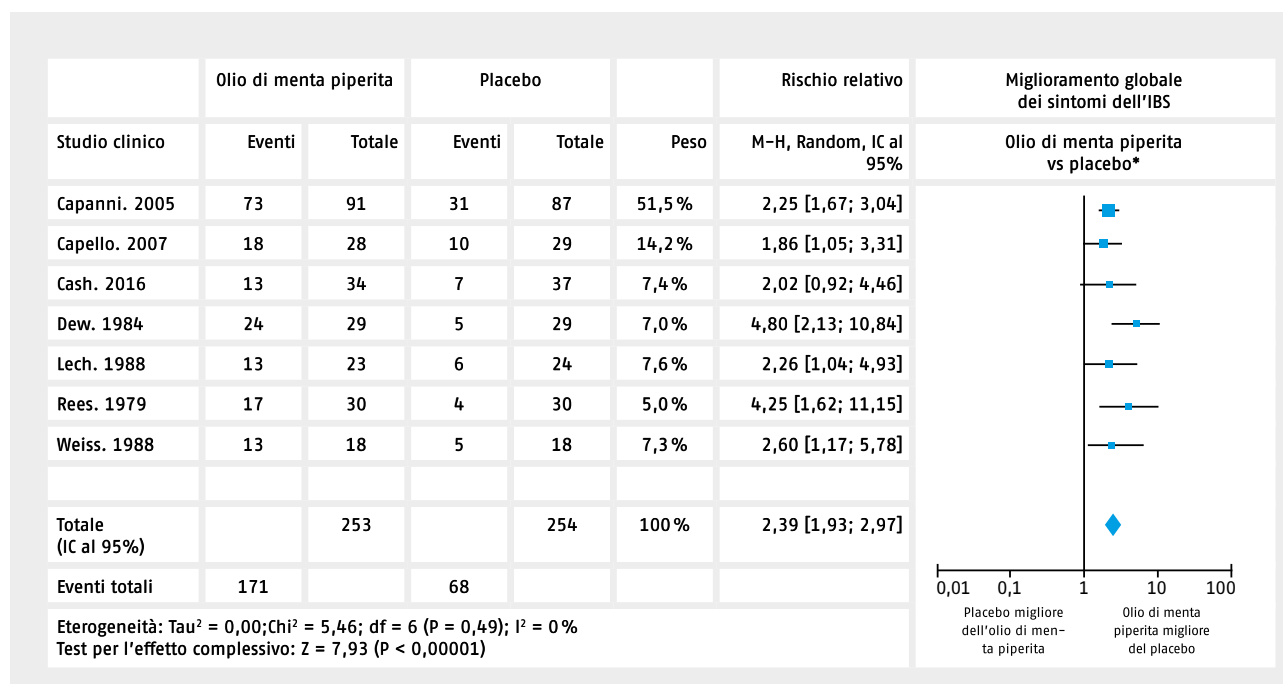 Olio di menta piperita Placebo Rischio relativo Miglioramento globale
dei sintomi dell'IBS
Studio clinico Eventi Totale Eventi Totale Peso M-H, Random, IC al
95%
Olio di menta piperita
vs placebo*
Capanni. 2005 73 91 31 87 51,5 % 2,25 [1,67; 3,04]
Capello. 2007 18 28 10 29 14,2 % 1,86 [1,05; 3,31]
Cash. 2016 13 34 7 37 7,4 % 2,02 [0,92; 4,46]
Dew. 1984 24 29 5 29 7,0 % 4,80 [2,13; 10,84]
Lech. 1988 13 23 6 24 7,6 % 2,26 [1,04; 4,93]
Rees. 1979 17 30 4 30 5,0 % 4,25 [1,62; 11,15]
Weiss. 1988 13 18 5 18 7,3 % 2,60 [1,17; 5,78]
Totale 253 254 100 % 2,39 [1,93; 2,97]
(IC al 95%)
Eventi totali 171 68
Eterogeneità: Tau² = 0,00;Chi² = 5,46; df = 6 (P = 0,49); I² = 0 %
Test per l'effetto complessivo: Z = 7,93 (P < 0,00001)
0,01 0,1 1 10 100
Placebo migliore
dell'olio di men-
ta piperita
Olio di menta
piperita migliore
del placebo